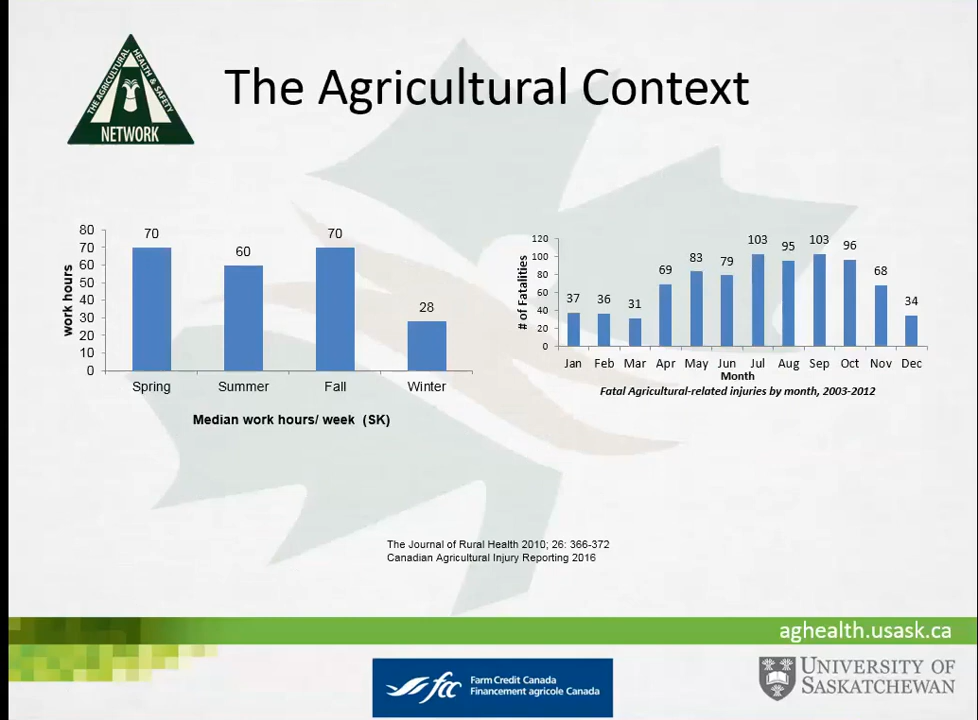 THE AGRICULTURAL
HEALTH & SAFETY
NETWORK
The Agricultural Context
80
70
60
50
40
30
20
10
0
work hours
70
60
70
28
Spring Summer Fall Winter
Median work hours/ week (SK)
120
100
80
60
40
20
0
# of Fatalities
37 36 31 69 83 79 103 95 103 96 68 34
Jan Feb Mar Apr May Jun Jul Aug Sep Oct Nov Dec
Month
Fatal Agricultural-related injuries by month, 2003-2012
The Journal of Rural Health 2010; 26: 366-372
Canadian Agricultural Injury Reporting 2016
aghealth.usask.ca
fcc
Farm Credit Canada
Financement agricole Canada
UNIVERSITY OF
SASKATCHEWAN